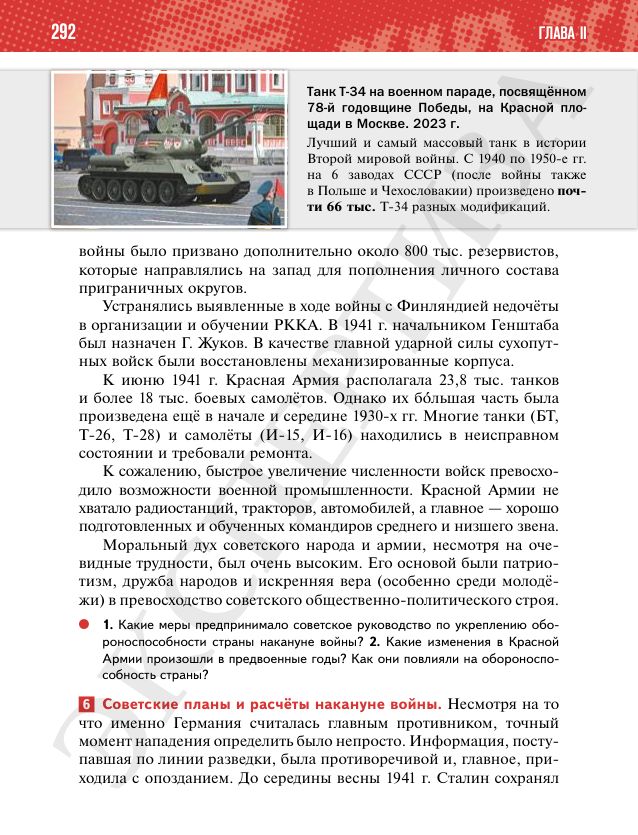 292
ГЛАВА II
Танк Т-34 на военном параде, посвящённом
78-й годовщине Победы, на Красной пло-
щади в Москве. 2023 г.
Лучший и самый массовый танк в истории
Второй мировой войны. С 1940 по 1950-е гг.
на 6 заводах СССР (после войны также
в Польше и Чехословакии) произведено поч-
ти 66 тыс. Т-34 разных модификаций.
войны было призвано дополнительно около 800 тыс. резервистов,
которые направлялись на запад для пополнения личного состава
приграничных округов.
Устранялись выявленные в ходе войны с Финляндией недочёты
в организации и обучении РККА. В 1941 г. начальником Генштаба
был назначен Г. Жуков. В качестве главной ударной силы сухопут-
ных войск были восстановлены механизированные корпуса.
К июню 1941 г. Красная Армия располагала 23,8 тыс. танков
и более 18 тыс. боевых самолётов. Однако их бо́льшая часть была
произведена ещё в начале и середине 1930-х гг. Многие танки (БТ,
Т-26, Т-28) и самолёты (И-15, И-16) находились в неисправном
состоянии и требовали ремонта.
К сожалению, быстрое увеличение численности войск превосхо-
дило возможности военной промышленности. Красной Армии не
хватало радиостанций, тракторов, автомобилей, а главное — хорошо
подготовленных и обученных командиров среднего и низшего звена.
Моральный дух советского народа и армии, несмотря на оче-
видные трудности, был очень высоким. Его основой были патрио-
тизм, дружба народов и искренняя вера (особенно среди молодё-
жи) в превосходство советского общественно-политического строя.
1. Какие меры предпринимало советское руководство по укреплению обо-
роноспособности страны накануне войны? 2. Какие изменения в Красной
Армии произошли в предвоенные годы? Как они повлияли на обороноспо-
собность страны?
6 Советские планы и расчёты накануне войны. Несмотря на то
что именно Германия считалась главным противником, точный
момент нападения определить было непросто. Информация, посту-
павшая по линии разведки, была противоречивой и, главное, при-
ходила с опозданием. До середины весны 1941 г. Сталин сохранял
ЭКСПЕРТИЗА